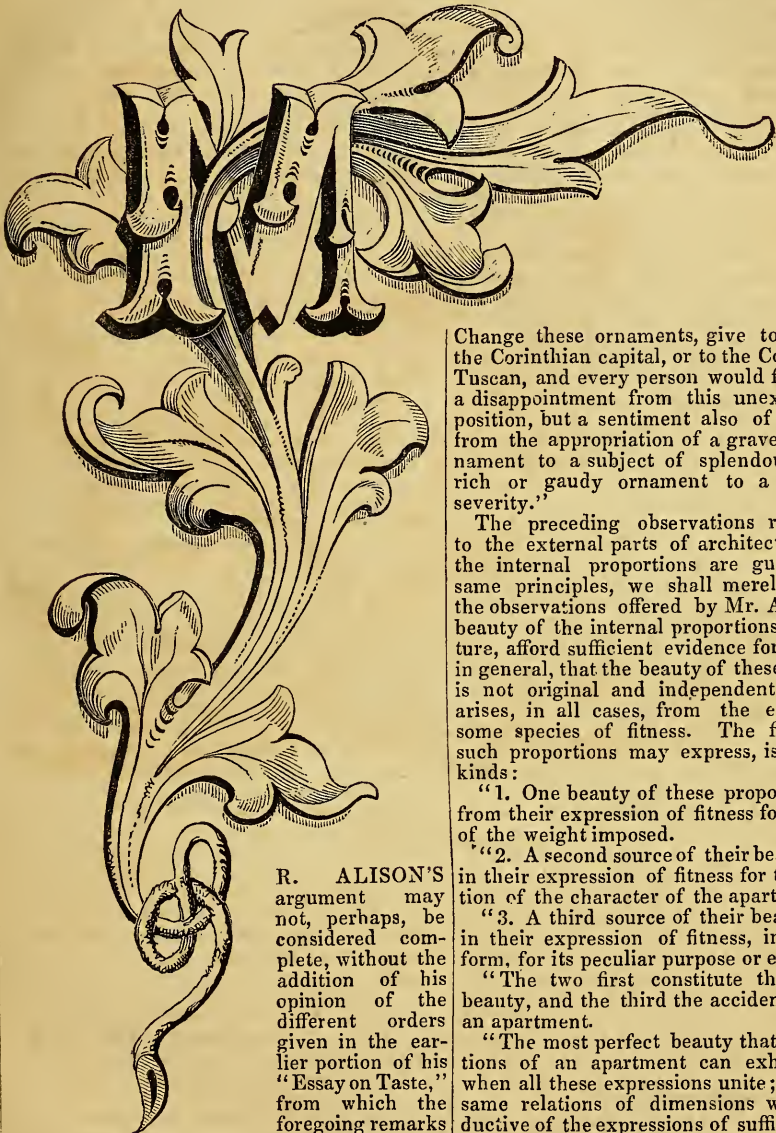 M
R. ALISON'S
argument may
not, perhaps, be
considered com-
plete, without the
addition of his
opinion of the
different orders
given in the ear-
lier portion of his
"Essay on Taste,"
from which the
foregoing remarks
Change these ornaments, give to
the Corinthian capital, or to the Co
Tuscan, and every person would f
a disappointment from this unex
position, but a sentiment also of
from the appropriation of a grave
nament to a subject of splendou
rich or gaudy ornament to a
severity."
The preceding observations r
to the external parts of architec
the internal proportions are gu
same principles, we shall merel
the observations offered by Mr. A
beauty of the internal proportions
ture, afford sufficient evidence for
in general, that the beauty of these
is not original and independent
arises, in all cases, from the e
some species of fitness. The f
such proportions may express, is
kinds:
"1. One beauty of these propo
from their expression of fitness fo
of the weight imposed.
"2. A second source of their be
in their expression of fitness for t
tion of the character of the apart
"3. A third source of their bea
in their expression of fitness, in
form, for its peculiar purpose or e
"The two first constitute th
beauty, and the third the acciden
an apartment.
"The most perfect beauty that
tions of an apartment can exh
when all these expressions unite;
same relations of dimensions w
ductive of the expressions of suffi